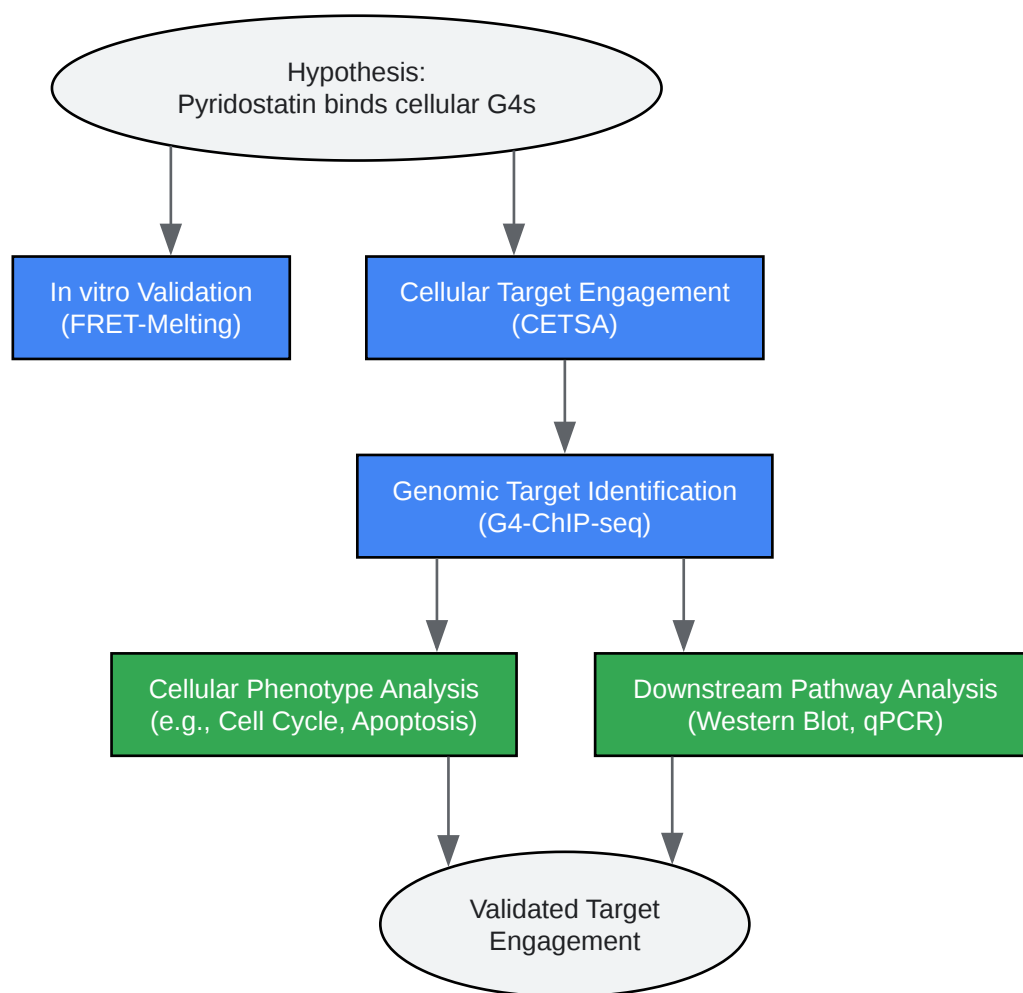 Hypothesis:
Pyridostatin binds cellular G4s
In vitro Validation
(FRET-Melting)
Cellular Target Engagement
(CETSA)
Genomic Target Identification
(G4-ChIP-seq)
Cellular Phenotype Analysis
(e.g., Cell Cycle, Apoptosis)
Downstream Pathway Analysis
(Western Blot, qPCR)
Validated Target
Engagement